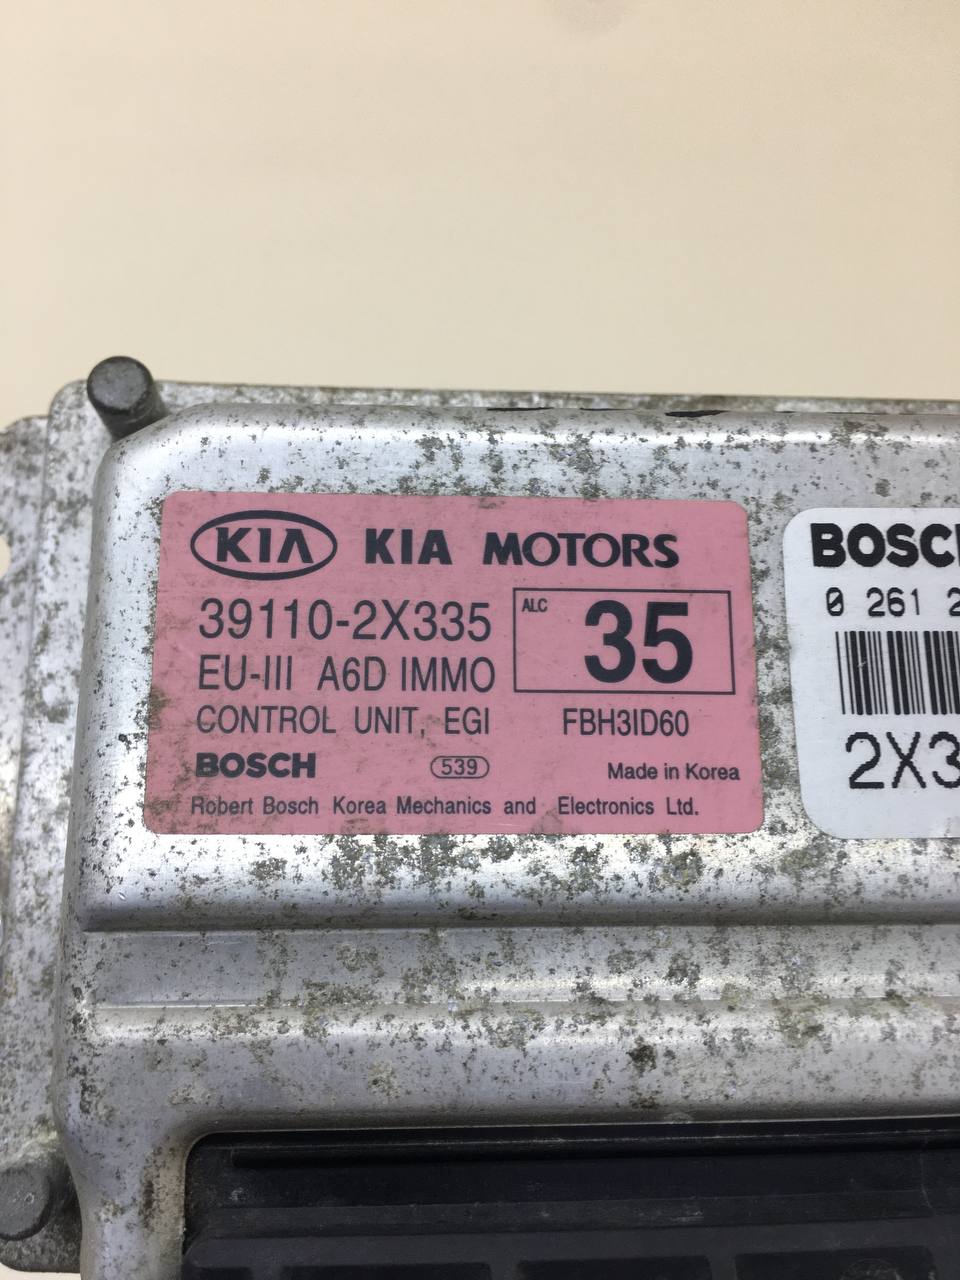 KIA KIA MOTORS
39110-2X335
ALC 35
EU-III A6D IMMO
CONTROL UNIT, EGI FBH3ID60
BOSCH 539 Made in Korea
Robert Bosch Korea Mechanics and Electronics Ltd.
BOSCH
0 261 2
2X3